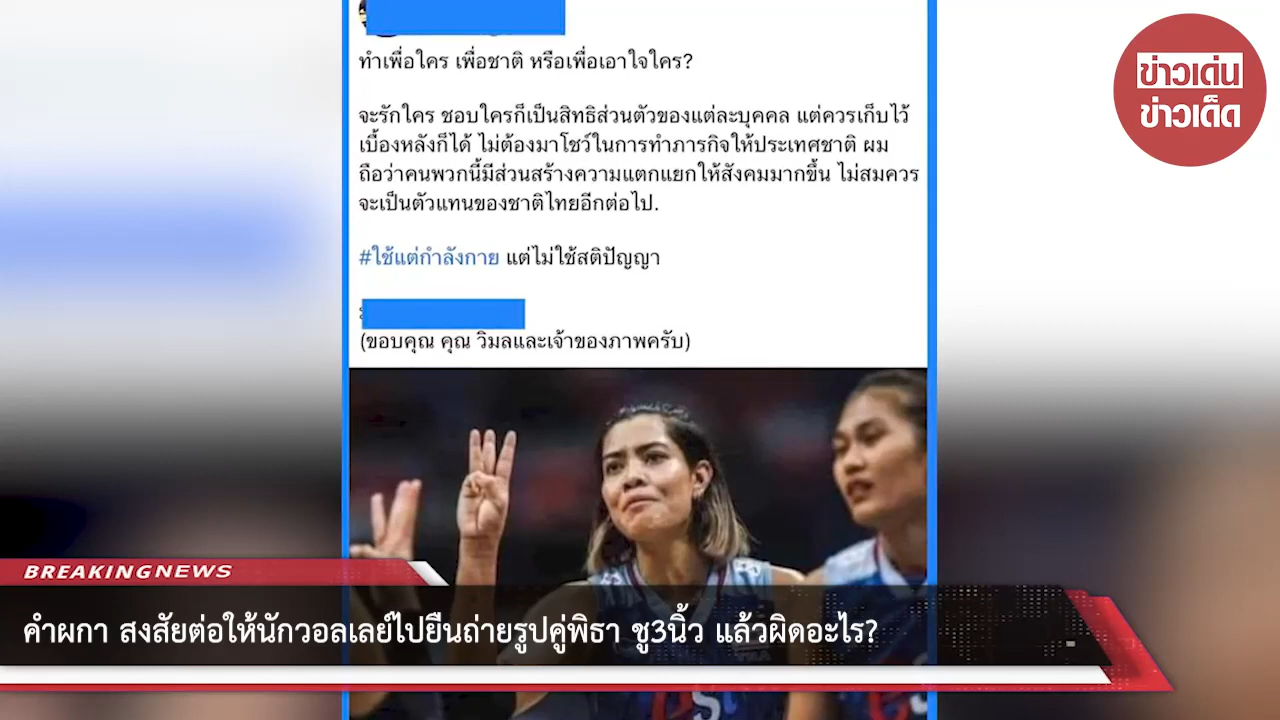 ทำเพื่อใคร เพื่อชาติ หรือเพื่อเอาใจใคร?
จะรักใคร ชอบใครก็เป็นสิทธิส่วนตัวของแต่ละบุคคล แต่ควรเก็บไว้
เบื้องหลังก็ได้ ไม่ต้องมาโชว์ในการทำภารกิจให้ประเทศชาติ ผม
ถือว่าคนพวกนี้มีส่วนสร้างความแตกแยกให้สังคมมากขึ้น ไม่สมควร
จะเป็นตัวแทนของชาติไทยอีกต่อไป.
#ใช้แต่กำลังกาย แต่ไม่ใช้สติปัญญา
(ขอบคุณ คุณ วิมลและเจ้าของภาพครับ)
ข่าวเด่น
ข่าวเด็ด
BREAKINGNEWS
คำผกา สงสัยต่อให้นักวอลเลย์ไปยืนถ่ายรูปคู่พิธา ชู3นิ้ว แล้วผิดอะไร?